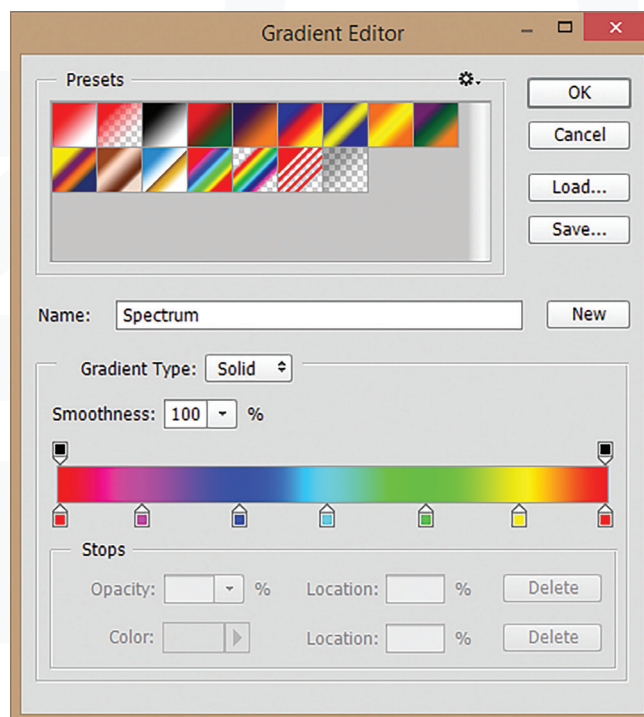 Gradient Editor
Presets
OK
Cancel
Load...
Save...
Name: Spectrum New
Gradient Type: Solid
Smoothness: 100 %
Stops
Opacity: % Location: % Delete
Color: Location: % Delete